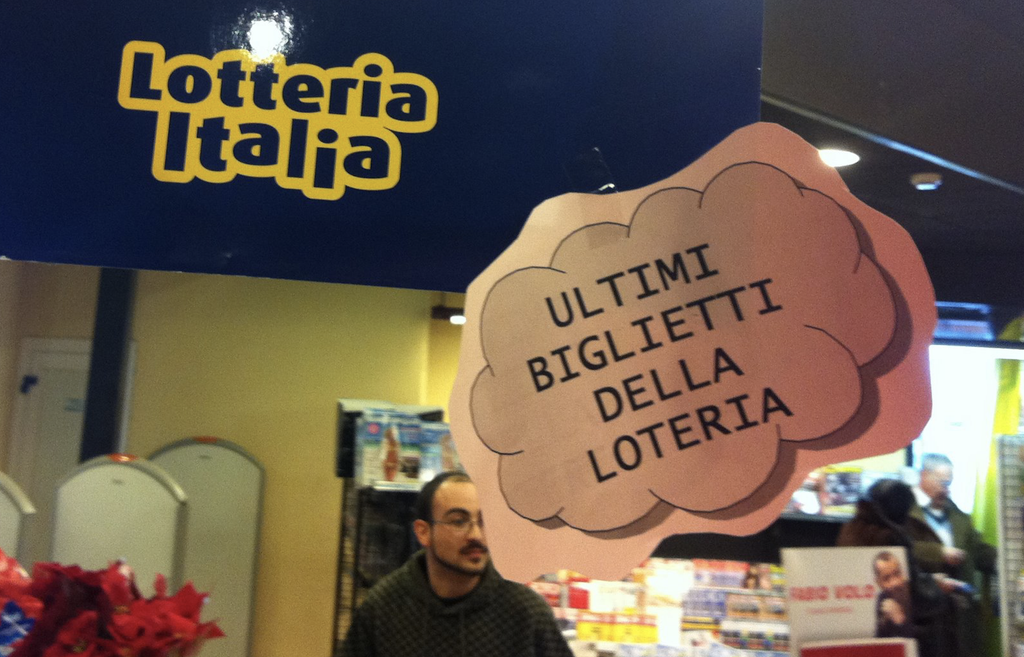 Lotteria
Italia
ULTIMI
BIGLIETTI
DELLA
LOTERIA
FABIO VOLO